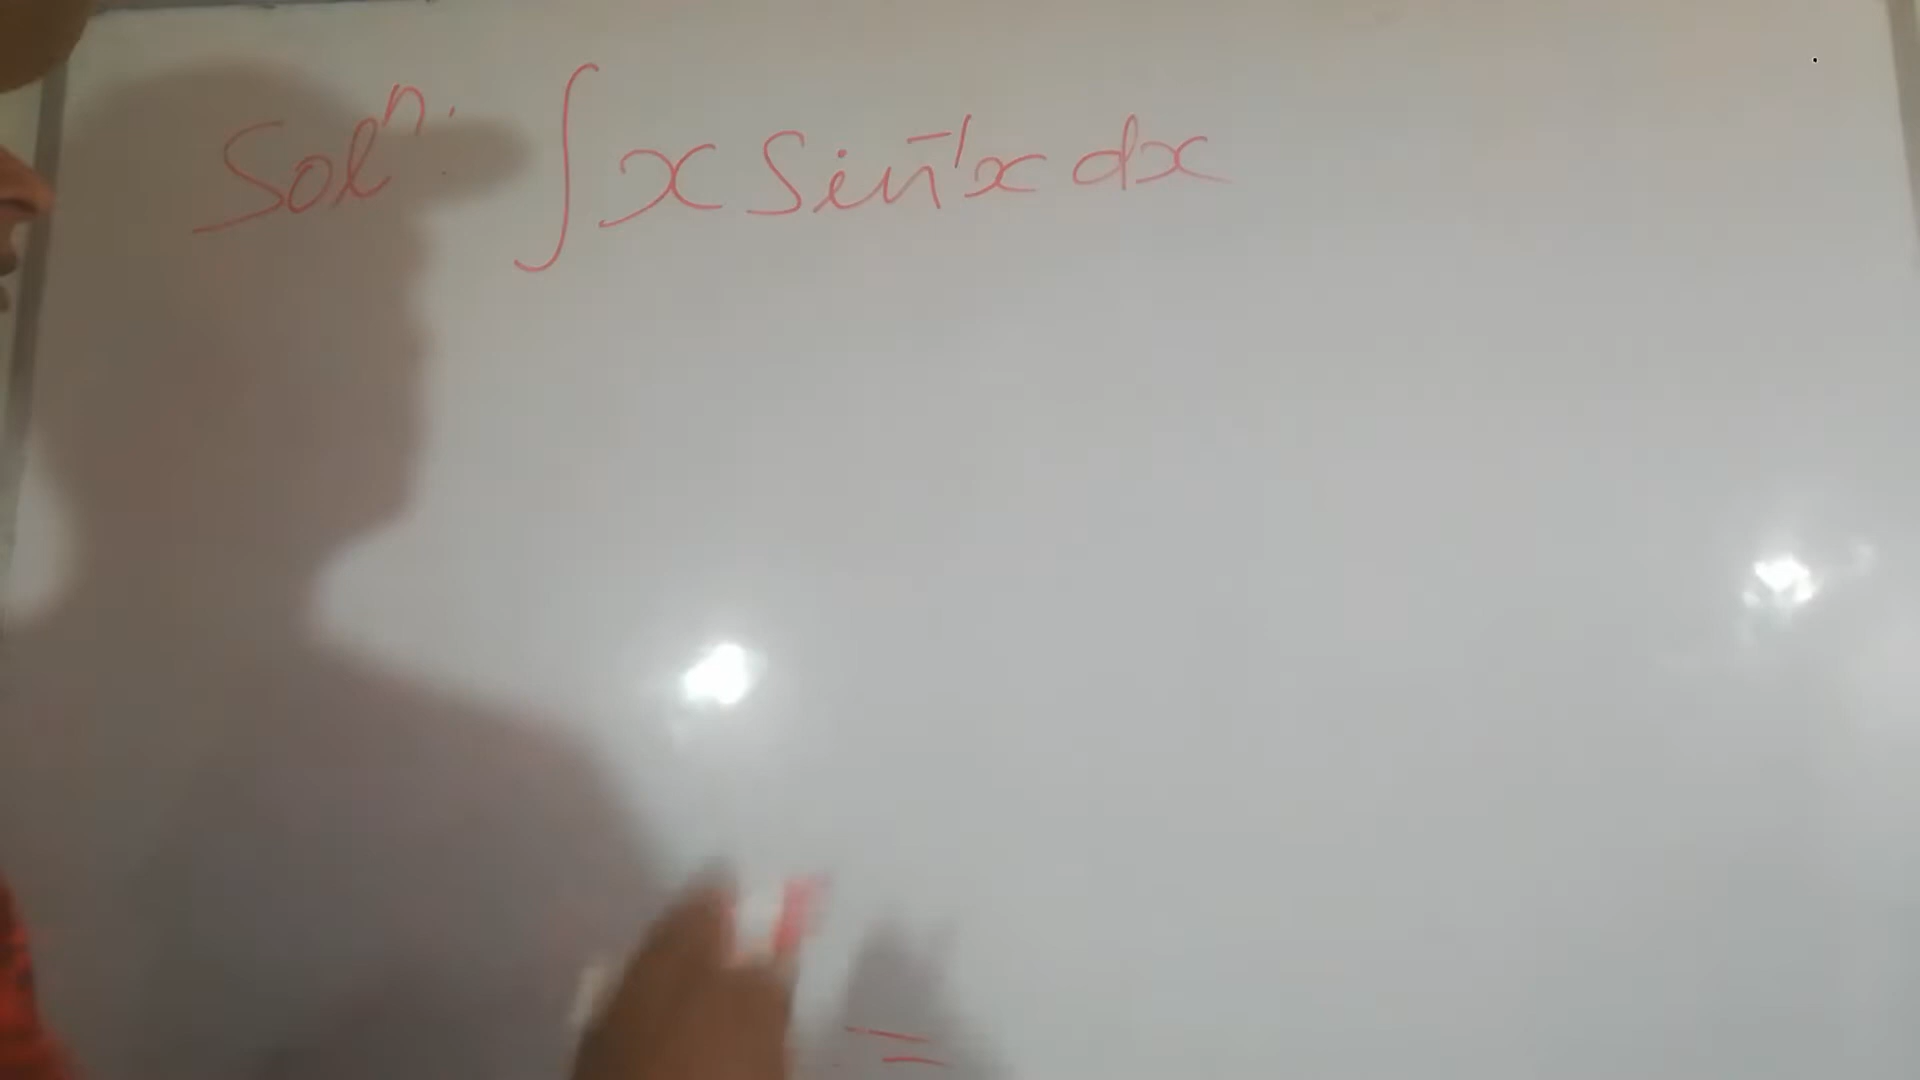 Solⁿ. ∫ x Sin⁻¹x dx
=